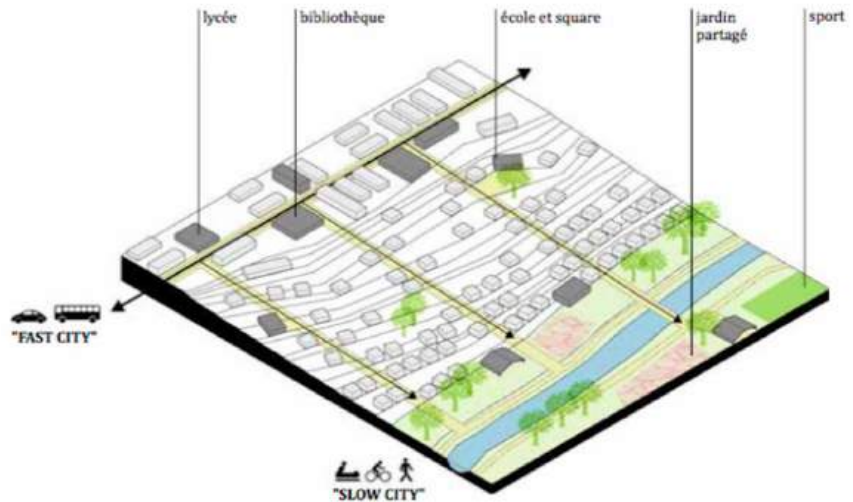 lycée
bibliothèque
école et square
jardin
partagé
sport
"FAST CITY"
"SLOW CITY"